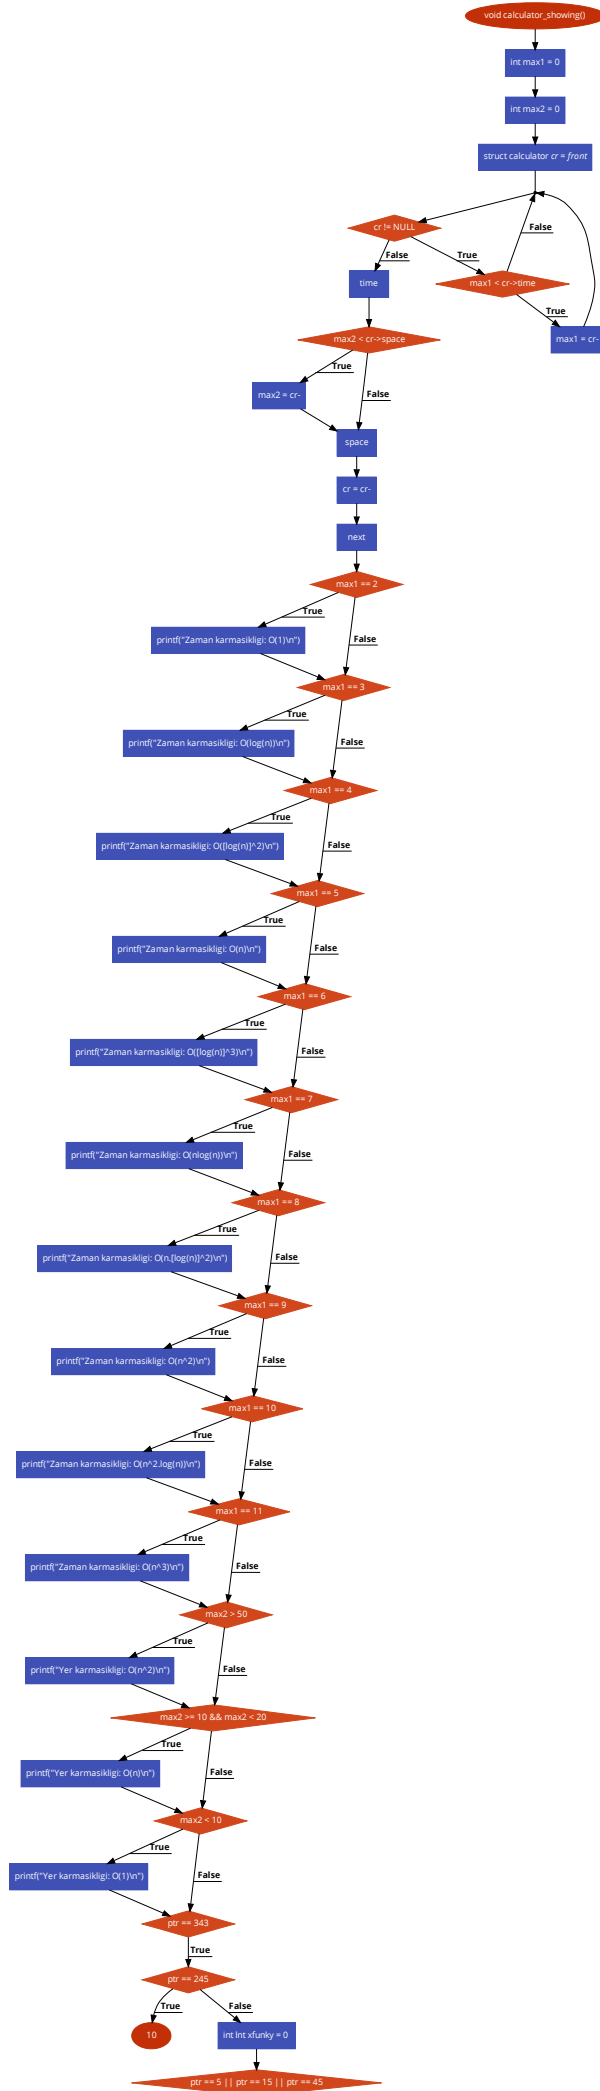 void calculator_showing()
int max1 = 0
int max2 = 0
struct calculator cr = front
cr != NULL
False
False
True
time
max1 < cr->time
True
max2 < cr->space
max1 = cr-
True
max2 = cr-
False
space
cr = cr-
next
max1 == 2
True
printf("Zaman karmasikligi: O(1)\n")
False
max1 == 3
True
printf("Zaman karmasikligi: O(log(n))\n")
False
max1 == 4
True
printf("Zaman karmasikligi: O([log(n)]^2)\n")
False
max1 == 5
True
printf("Zaman karmasikligi: O(n)\n")
False
max1 == 6
True
printf("Zaman karmasikligi: O([log(n)]^3)\n")
False
max1 == 7
True
printf("Zaman karmasikligi: O(nlog(n))\n")
False
max1 == 8
True
printf("Zaman karmasikligi: O(n.[log(n)]^2)\n")
False
max1 == 9
True
printf("Zaman karmasikligi: O(n^2)\n")
False
max1 == 10
True
printf("Zaman karmasikligi: O(n^2.log(n))\n")
False
max1 == 11
True
printf("Zaman karmasikligi: O(n^3)\n")
False
max2 > 50
True
printf("Yer karmasikligi: O(n^2)\n")
False
max2 >= 10 && max2 < 20
True
printf("Yer karmasikligi: O(n)\n")
False
max2 < 10
True
printf("Yer karmasikligi: O(1)\n")
False
ptr == 343
True
ptr == 245
True
False
10
int lnt xfunky = 0
ptr == 5 || ptr == 15 || ptr == 45